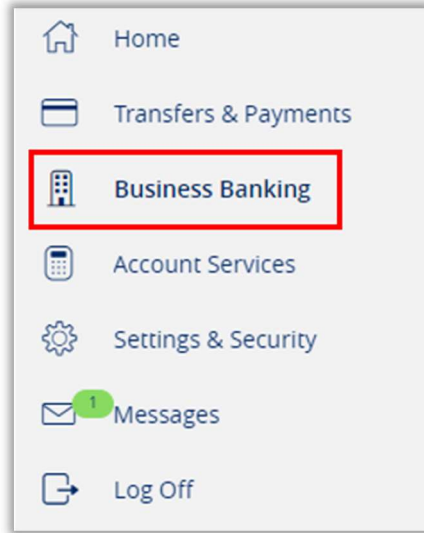 Home
Transfers & Payments
Business Banking
Account Services
Settings & Security
1
Messages
Log Off